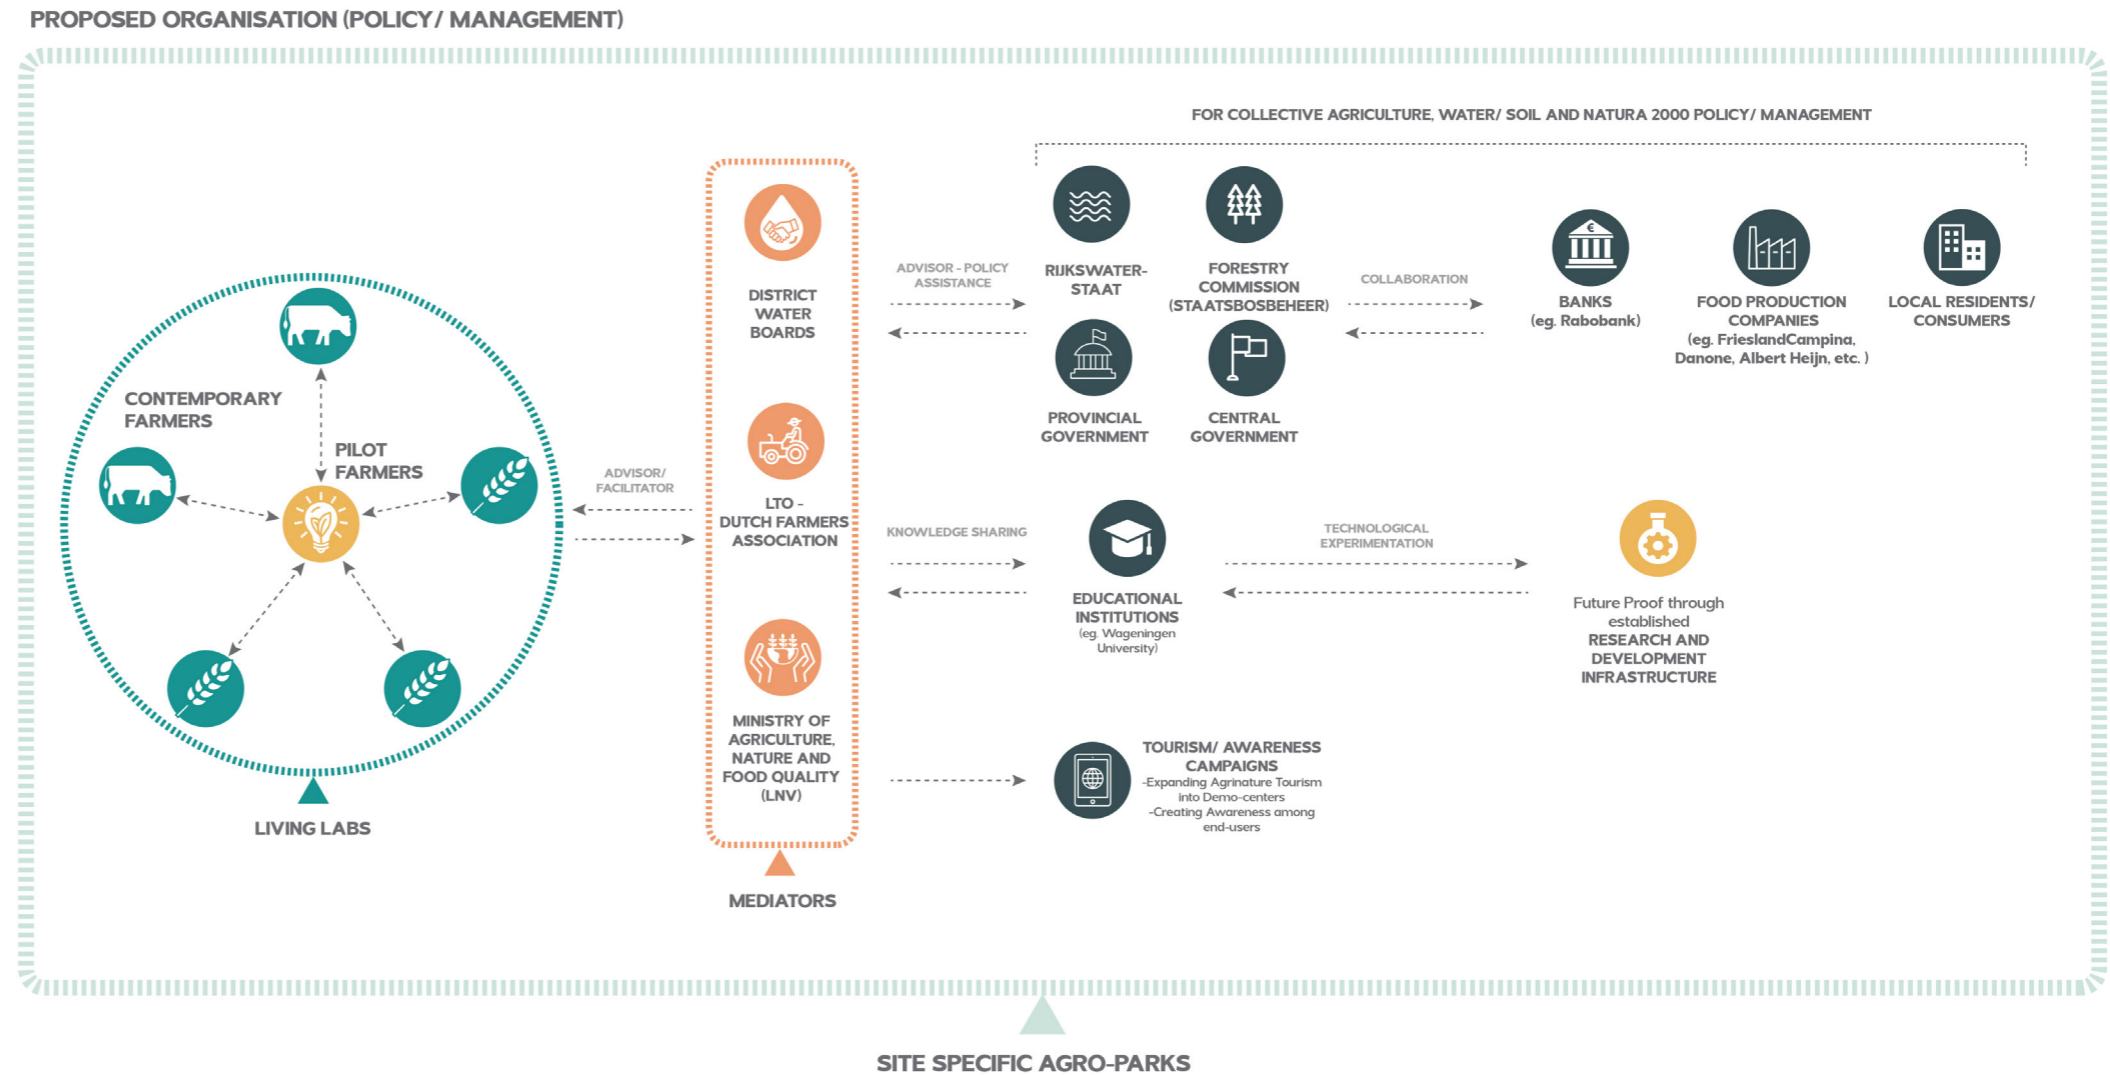 PROPOSED ORGANISATION (POLICY/ MANAGEMENT)
FOR COLLECTIVE AGRICULTURE, WATER/ SOIL AND NATURA 2000 POLICY/ MANAGEMENT
CONTEMPORARY
FARMERS
PILOT
FARMERS
LIVING LABS
ADVISOR/
FACILITATOR
DISTRICT
WATER
BOARDS
LTO -
DUTCH FARMERS
ASSOCIATION
MINISTRY OF
AGRICULTURE,
NATURE AND
FOOD QUALITY
(LNV)
MEDIATORS
ADVISOR - POLICY
ASSISTANCE
RIJKSWATER-
STAAT
FORESTRY
COMMISSION
(STAATSBOSBEHEER)
PROVINCIAL
GOVERNMENT
CENTRAL
GOVERNMENT
COLLABORATION
€
BANKS
(eg. Rabobank)
FOOD PRODUCTION
COMPANIES
(eg. FrieslandCampina,
Danone, Albert Heijn, etc. )
LOCAL RESIDENTS/
CONSUMERS
KNOWLEDGE SHARING
EDUCATIONAL
INSTITUTIONS
(eg. Wageningen
University)
TECHNOLOGICAL
EXPERIMENTATION
Future Proof through
established
RESEARCH AND
DEVELOPMENT
INFRASTRUCTURE
TOURISM/ AWARENESS
CAMPAIGNS
-Expanding Agrinature Tourism
into Demo-centers
-Creating Awareness among
end-users
SITE SPECIFIC AGRO-PARKS